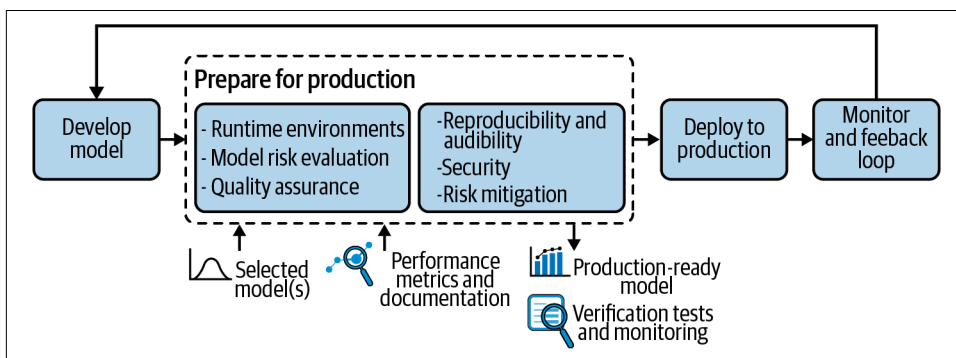 Prepare for production
Develop
model
- Runtime environments
- Model risk evaluation
- Quality assurance
-Reproducibility and
audibility
-Security
-Risk mitigation
Deploy to
production
Monitor
and feeback
loop
Selected
model(s)
Performance
metrics and
documentation
Production-ready
model
Verification tests
and monitoring